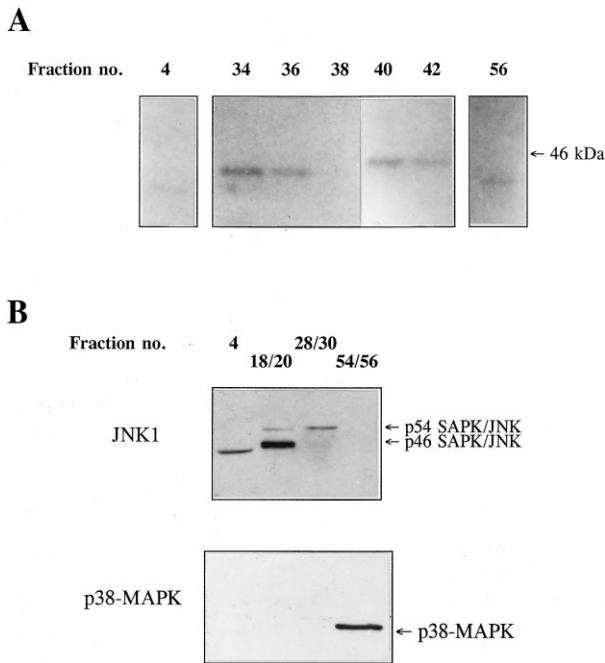 A
Fraction no. 4 34 36 38 40 42 56
← 46 kDa
B
Fraction no. 4 28/30
18/20 54/56
JNK1
← p54 SAPK/JNK
← p46 SAPK/JNK
p38-MAPK
← p38-MAPK